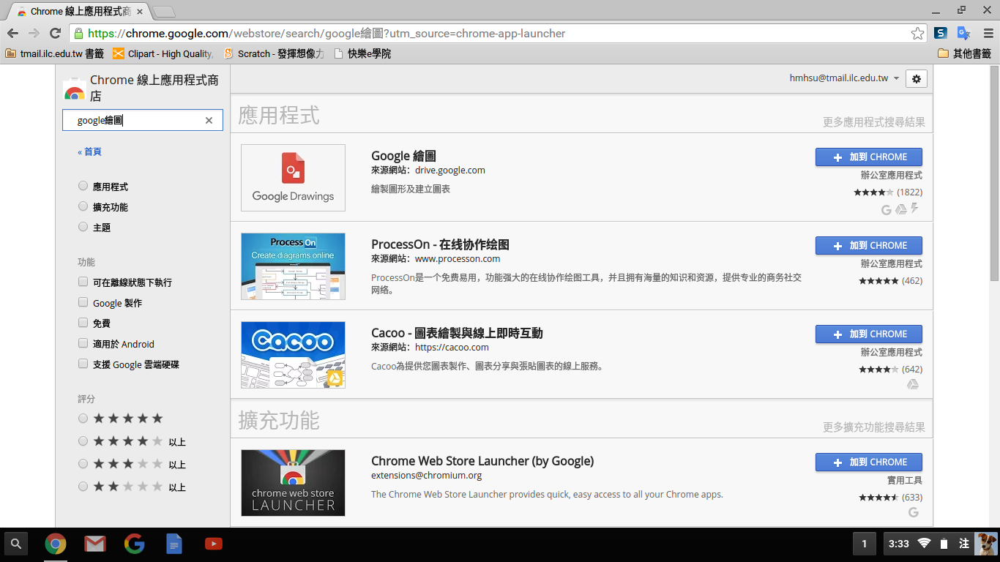 Chrome 線上應用程式商
https://chrome.google.com/webstore/search/google繪圖?utm_source=chrome-app-launcher
tmail.ilc.edu.tw 書籤
Clipart - High Quality,
Scratch - 發揮想像力
快樂e學院
其他書籤
Chrome 線上應用程式商
店
google繪圖
« 首頁
應用程式
擴充功能
主題
功能
可在離線狀態下執行
Google 製作
免費
適用於 Android
支援 Google 雲端硬碟
評分
以上
以上
以上
hmhsu@tmail.ilc.edu.tw
應用程式
更多應用程式搜尋結果
Google Drawings
Google 繪圖
來源網站：drive.google.com
繪製圖形及建立圖表
加到 CHROME
辦公室應用程式
(1822)
Process On
Create diagrams online
ProcessOn - 在线协作绘图
來源網站：www.processon.com
ProcessOn是一个免费易用，功能强大的在线协作绘图工具，并且拥有海量的知识和资源，提供专业的商务社交
网络。
加到 CHROME
辦公室應用程式
(462)
Cacoo
Cacoo - 圖表繪製與線上即時互動
來源網站：https://cacoo.com
Cacoo為提供您圖表製作、圖表分享與張貼圖表的線上服務。
加到 CHROME
辦公室應用程式
(642)
擴充功能
更多擴充功能搜尋結果
chrome web store
LAUNCHER
Chrome Web Store Launcher (by Google)
extensions@chromium.org
The Chrome Web Store Launcher provides quick, easy access to all your Chrome apps.
加到 CHROME
實用工具
(633)
1
3:33
注